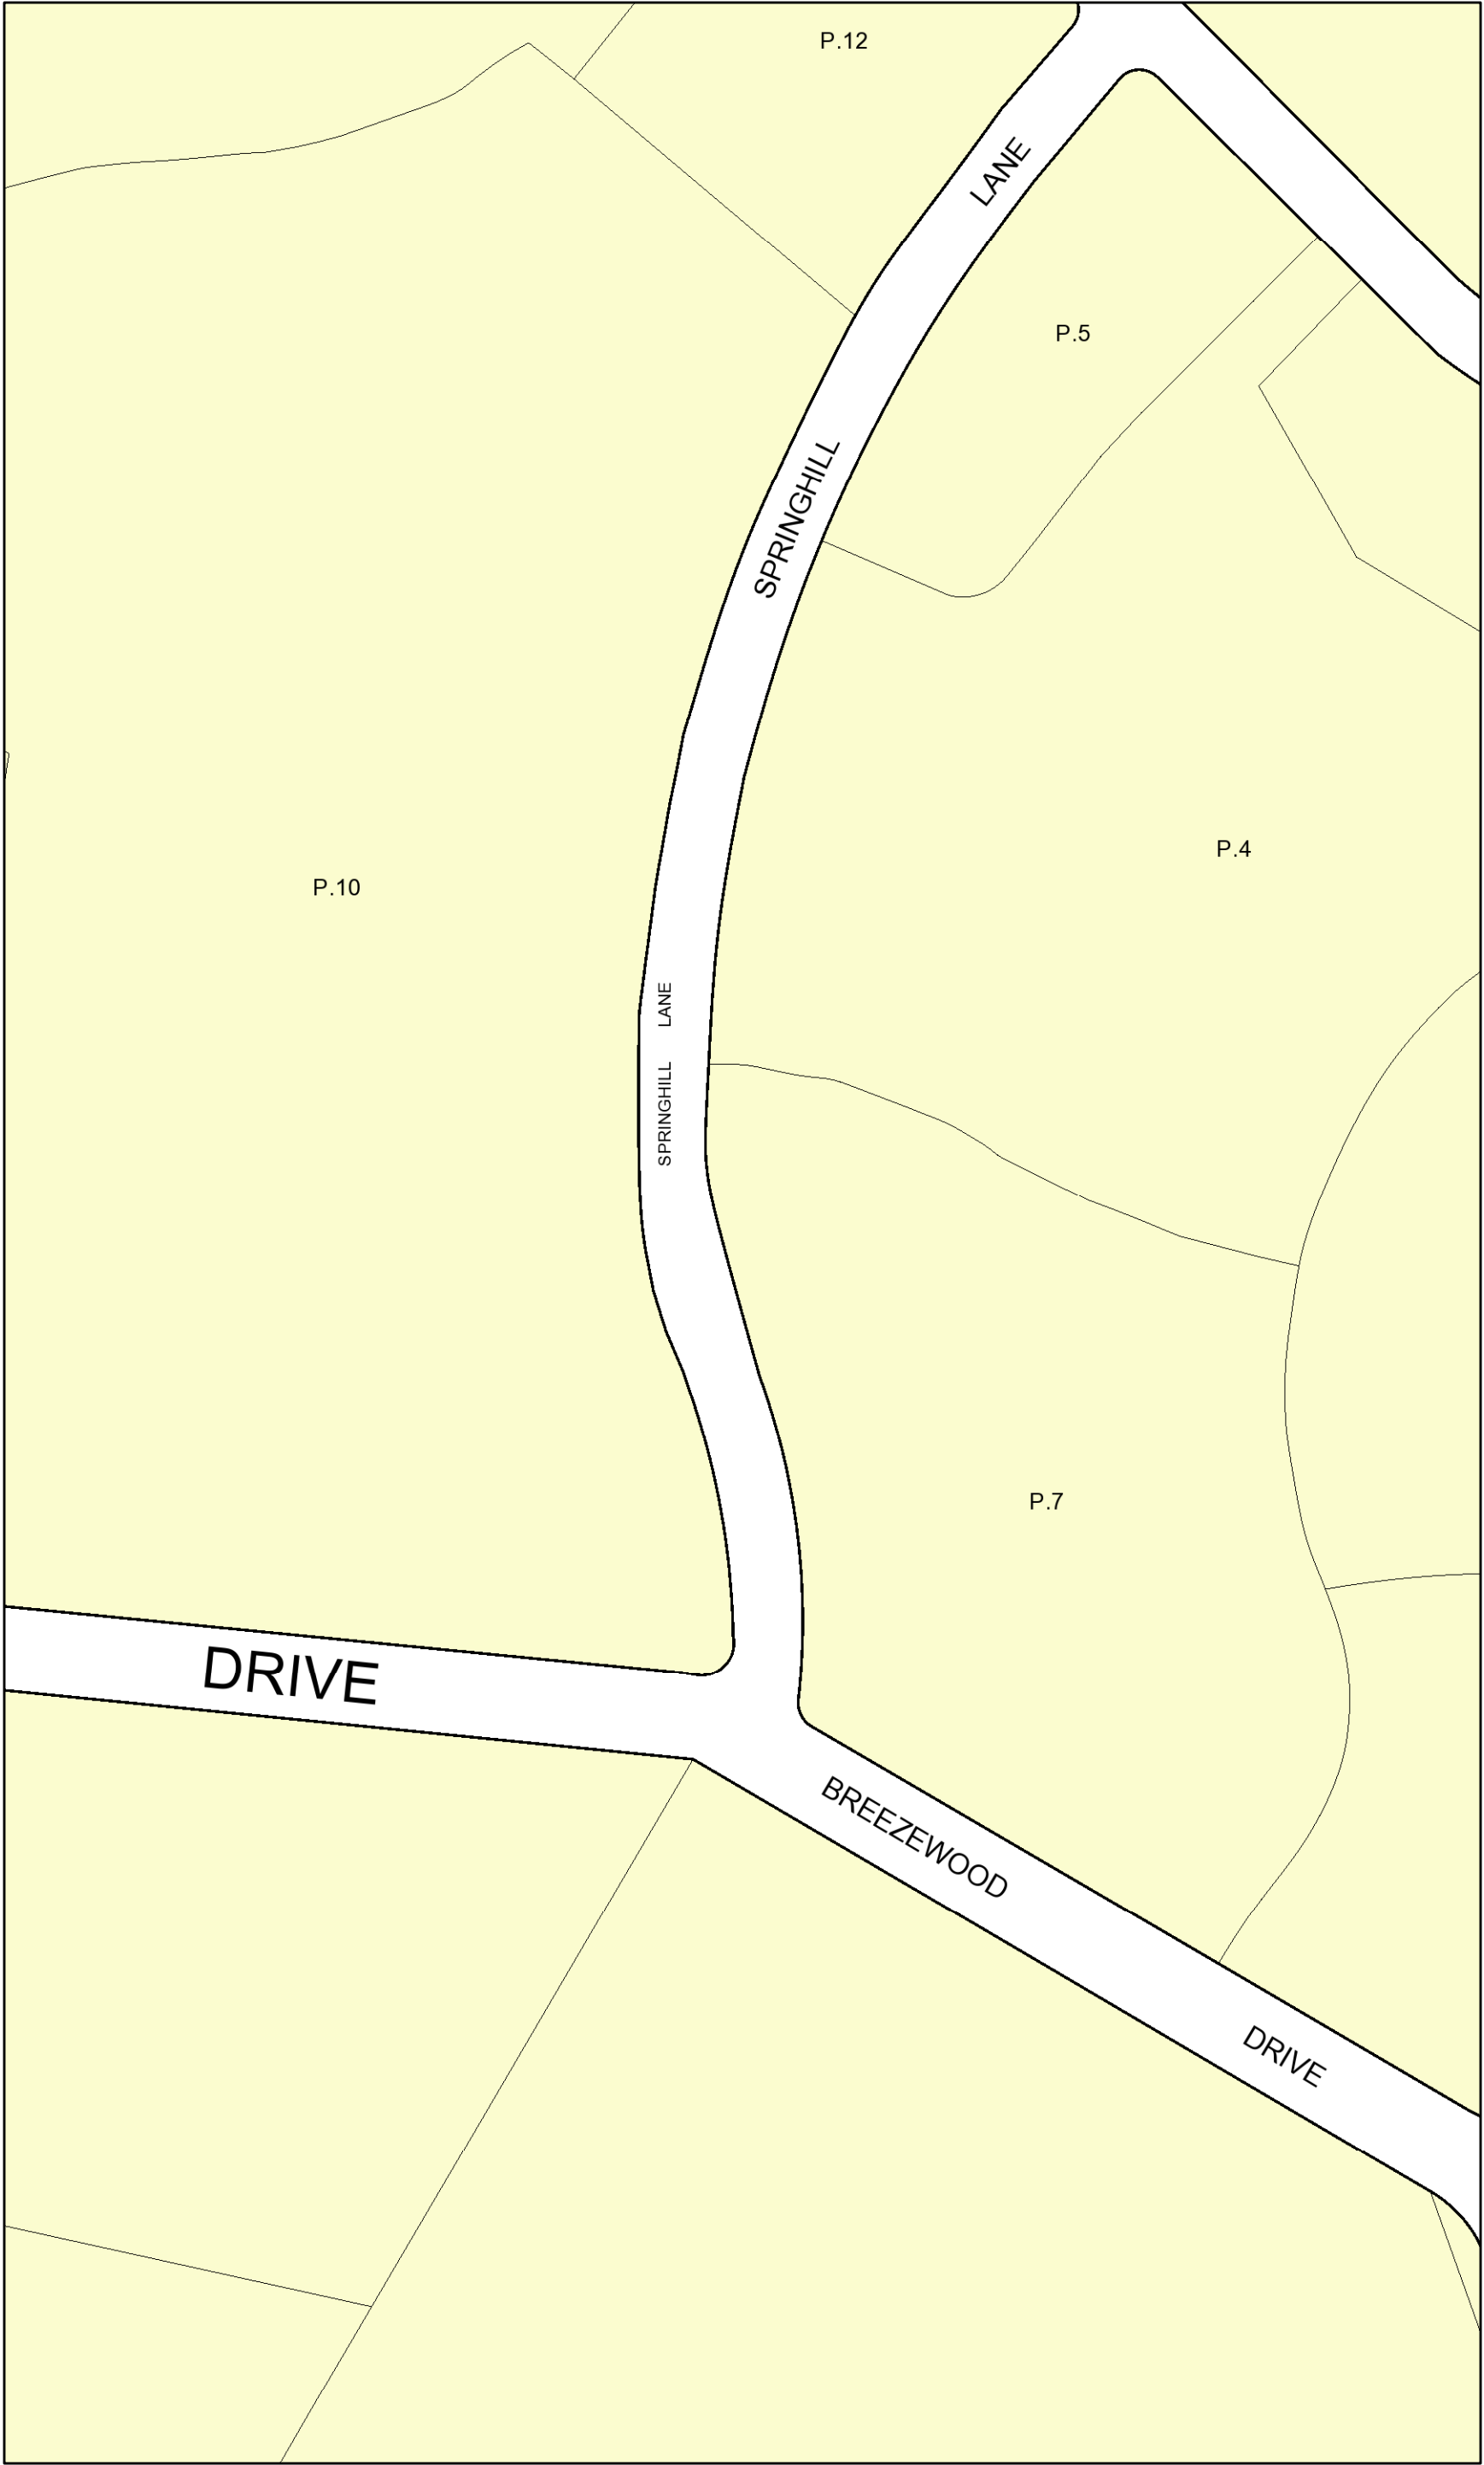 P.12
LANE
P.5
SPRINGHILL
P.4
P.10
SPRINGHILL LANE
P.7
DRIVE
BREEZEWOOD
DRIVE